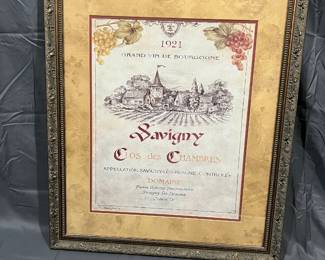 1921
GRAND VIN DE BOURGOGNE
Savigny
CLOS des CHAMBRES
APPELLATION SAVIGNY-LES-BEAUNE CONTROLEE
DOMAINE